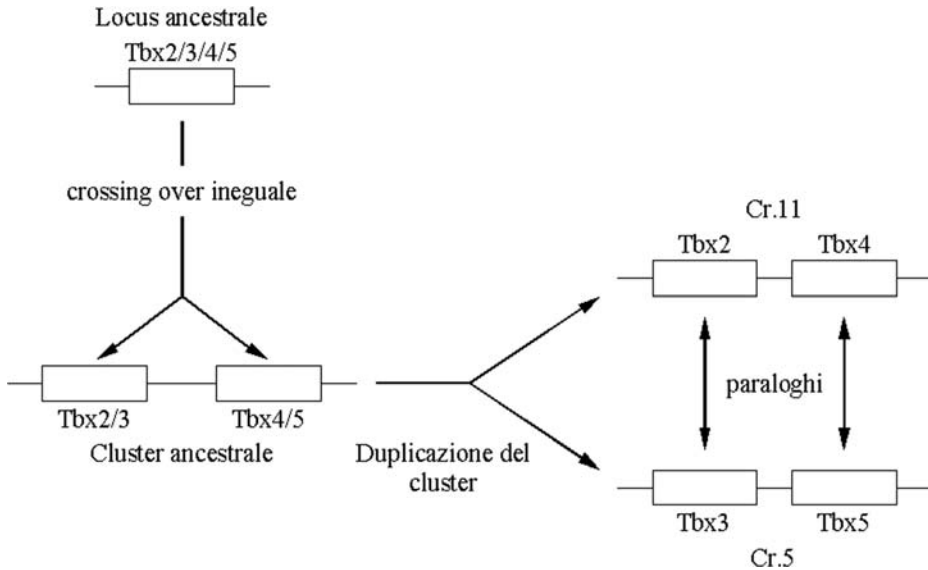 Locus ancestrale
Tbx2/3/4/5
crossing over ineguale
Tbx2/3
Tbx4/5
Cluster ancestrale
Duplicazione del
cluster
Cr.11
Tbx2
Tbx4
paraloghi
Tbx3
Tbx5
Cr.5